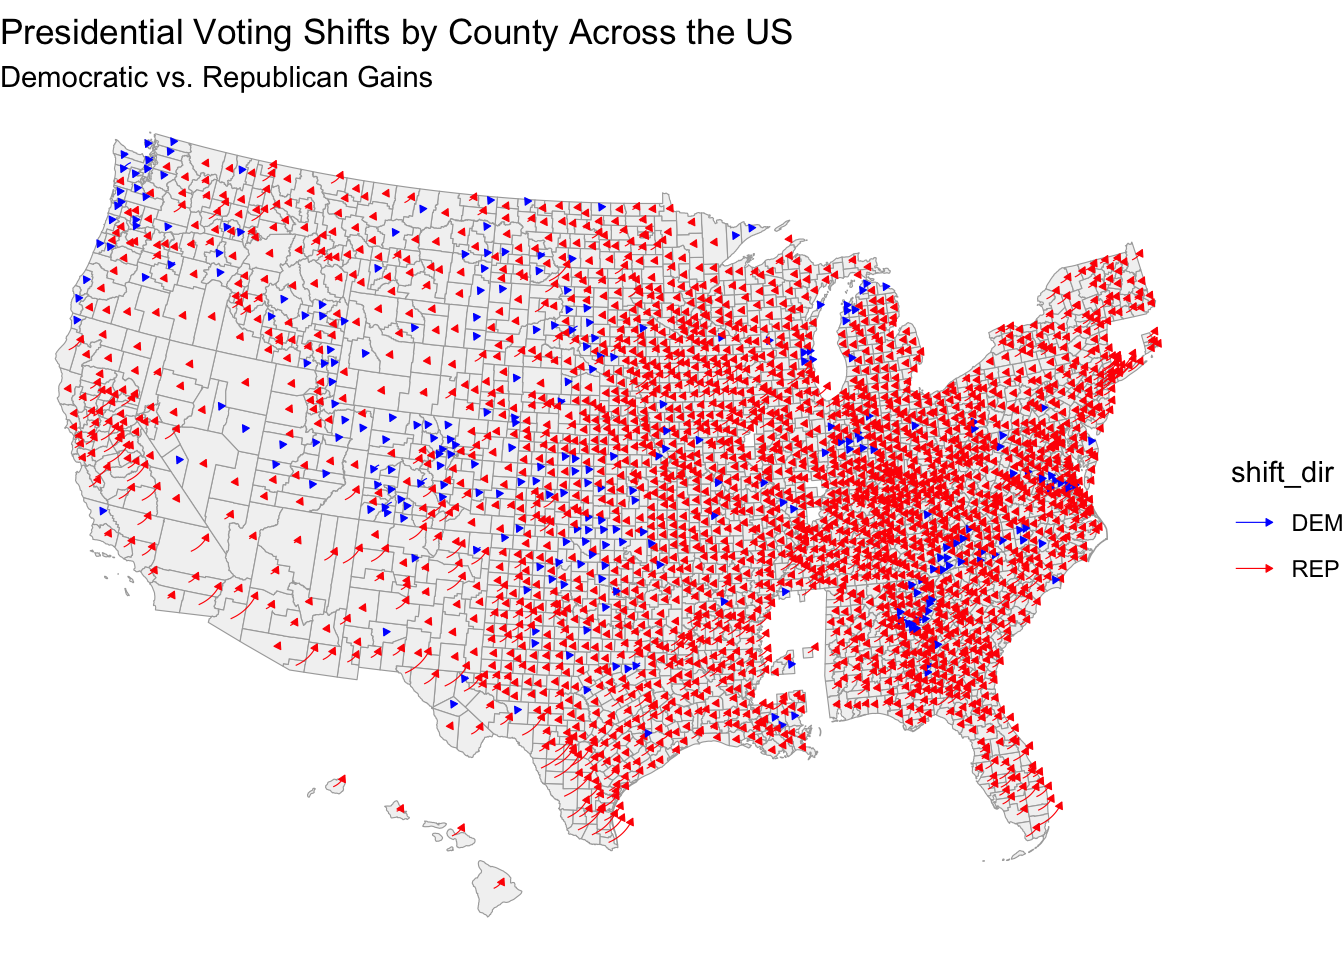 Presidential Voting Shifts by County Across the US
Democratic vs. Republican Gains
shift_dir
DEM
REP